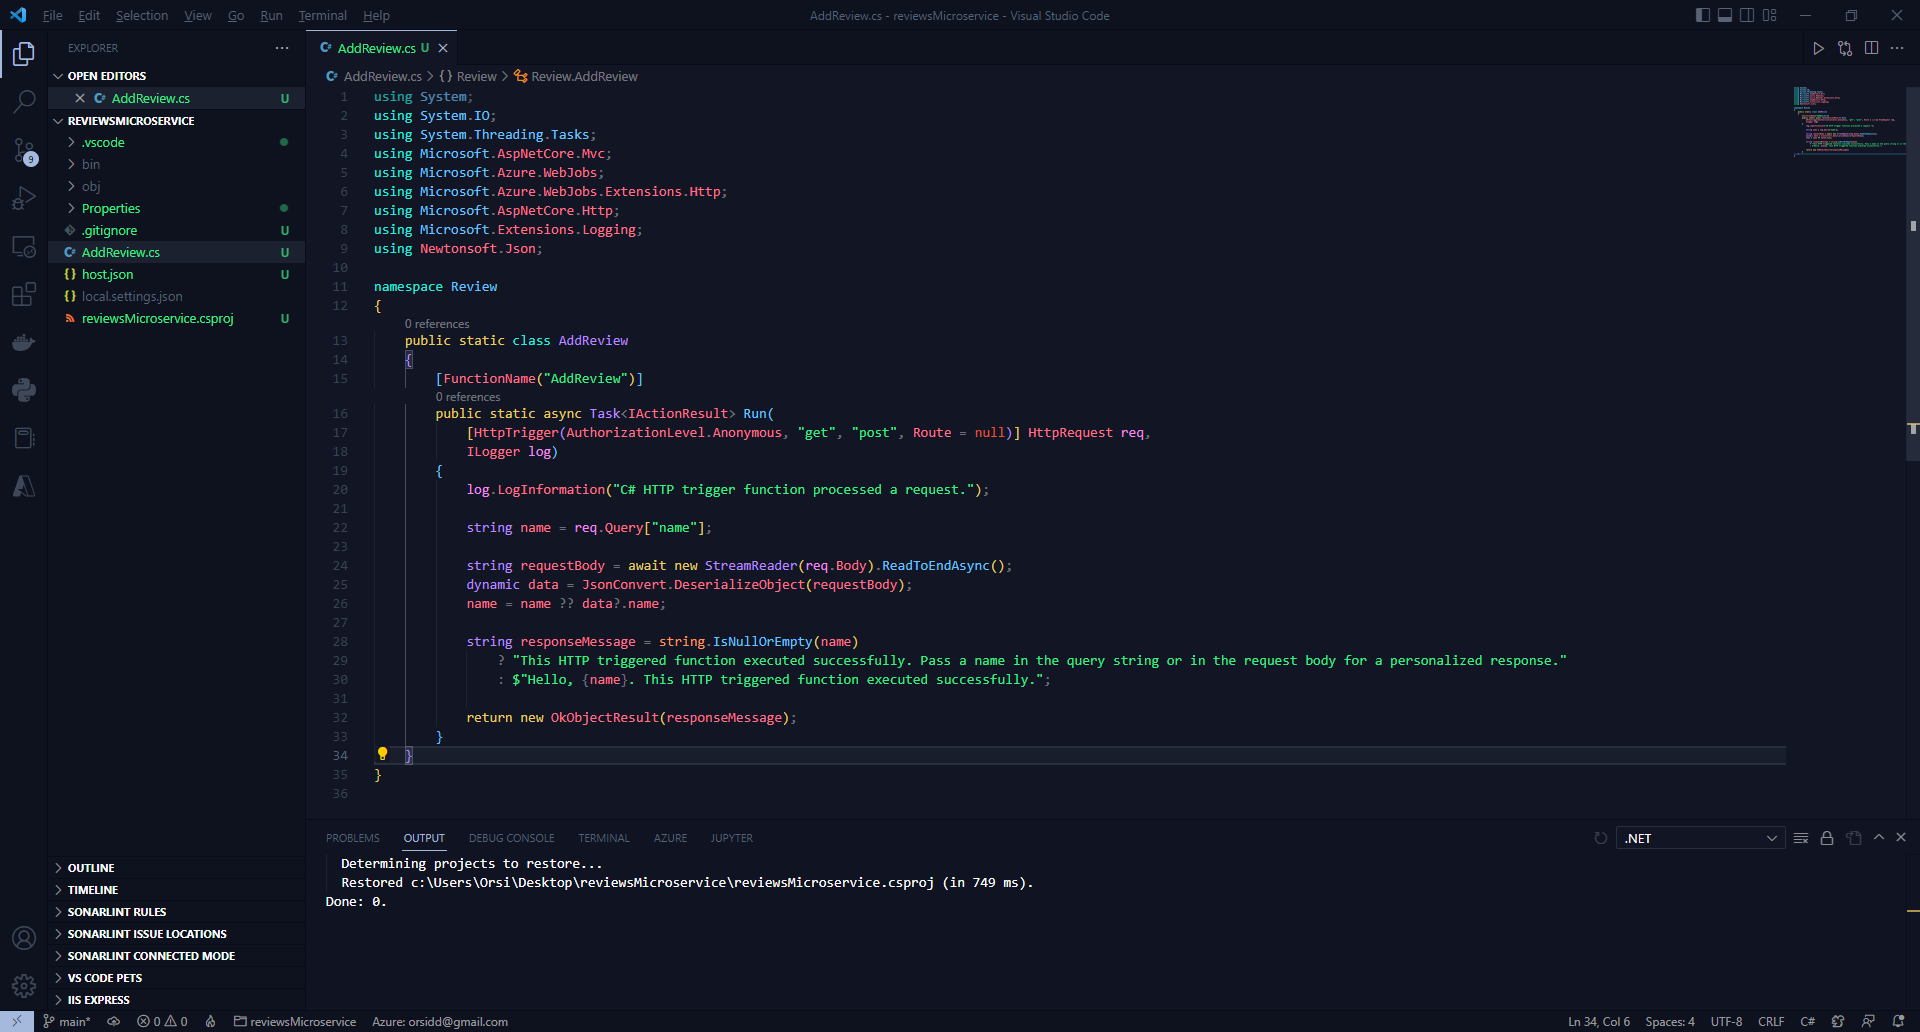 File Edit Selection View Go Run Terminal Help
AddReview.cs - reviewsMicroservice - Visual Studio Code
EXPLORER
OPEN EDITORS
AddReview.cs U
REVIEWSMICROSERVICE
.vscode
bin
obj
Properties
.gitignore U
AddReview.cs U
host.json U
local.settings.json
reviewsMicroservice.csproj U
OUTLINE
TIMELINE
SONARLINT RULES
SONARLINT ISSUE LOCATIONS
SONARLINT CONNECTED MODE
VS CODE PETS
IIS EXPRESS
9
AddReview.cs U
AddReview.cs > {} Review > Review.AddReview
1 using System;
2 using System.IO;
3 using System.Threading.Tasks;
4 using Microsoft.AspNetCore.Mvc;
5 using Microsoft.Azure.WebJobs;
6 using Microsoft.Azure.WebJobs.Extensions.Http;
7 using Microsoft.AspNetCore.Http;
8 using Microsoft.Extensions.Logging;
9 using Newtonsoft.Json;
10
11 namespace Review
12 {
0 references
13 public static class AddReview
14 {
15 [FunctionName("AddReview")]
0 references
16 public static async Task<IActionResult> Run(
17 [HttpTrigger(AuthorizationLevel.Anonymous, "get", "post", Route = null)] HttpRequest req,
18 ILogger log)
19 {
20 log.LogInformation("C# HTTP trigger function processed a request.");
21
22 string name = req.Query["name"];
23
24 string requestBody = await new StreamReader(req.Body).ReadToEndAsync();
25 dynamic data = JsonConvert.DeserializeObject(requestBody);
26 name = name ?? data?.name;
27
28 string responseMessage = string.IsNullOrEmpty(name)
29 ? "This HTTP triggered function executed successfully. Pass a name in the query string or in the request body for a personalized response."
30 : $"Hello, {name}. This HTTP triggered function executed successfully.";
31
32 return new OkObjectResult(responseMessage);
33 }
34 }
35 }
36
PROBLEMS OUTPUT DEBUG CONSOLE TERMINAL AZURE JUPYTER
.NET
Determining projects to restore...
Restored c:\Users\Orsi\Desktop\reviewsMicroservice\reviewsMicroservice.csproj (in 749 ms).
Done: 0.
main* 0 0 reviewsMicroservice Azure: orsidd@gmail.com
Ln 34, Col 6 Spaces: 4 UTF-8 CRLF C#